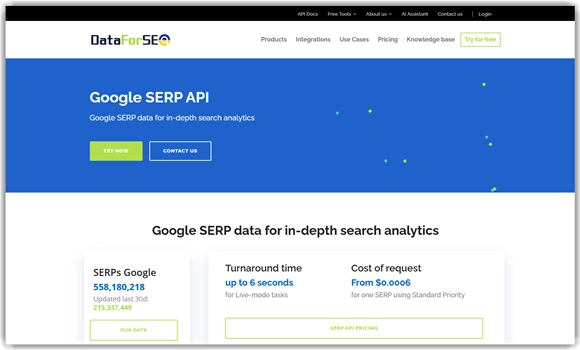 API Docs Free Tools About us AI Assistant Contact us Login
DataForSEO
Products Integrations Use Cases Pricing Knowledge base Try for free
Google SERP API
Google SERP data for in-depth search analytics
TRY NOW CONTACT US
Google SERP data for in-depth search analytics
SERPs Google
558,180,218
Updated last 30d:
215,337,449
OUR DATA
Turnaround time
up to 6 seconds
for Live-mode tasks
Cost of request
From $0.0006
for one SERP using Standard Priority
SERP API PRICING